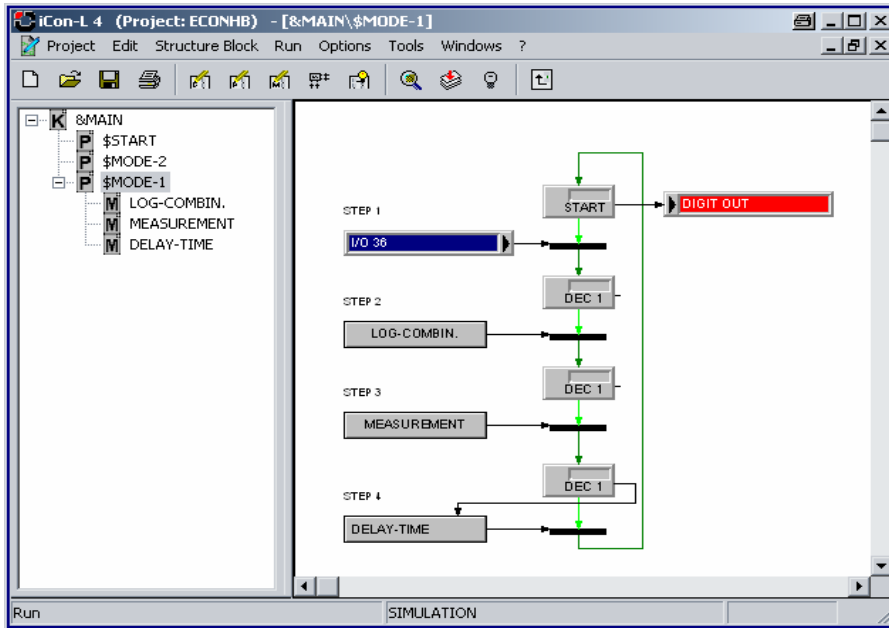 iCon-L 4 (Project: ECONHB) - [&MAIN\$MODE-1]
Project Edit Structure Block Run Options Tools Windows ?
K &MAIN
P $START
P $MODE-2
P $MODE-1
M LOG-COMBIN.
M MEASUREMENT
M DELAY-TIME
STEP 1
START
DIGIT OUT
I/O 36
STEP 2
DEC 1
LOG-COMBIN.
STEP 3
DEC 1
MEASUREMENT
STEP 4
DEC 1
DELAY-TIME
Run SIMULATION